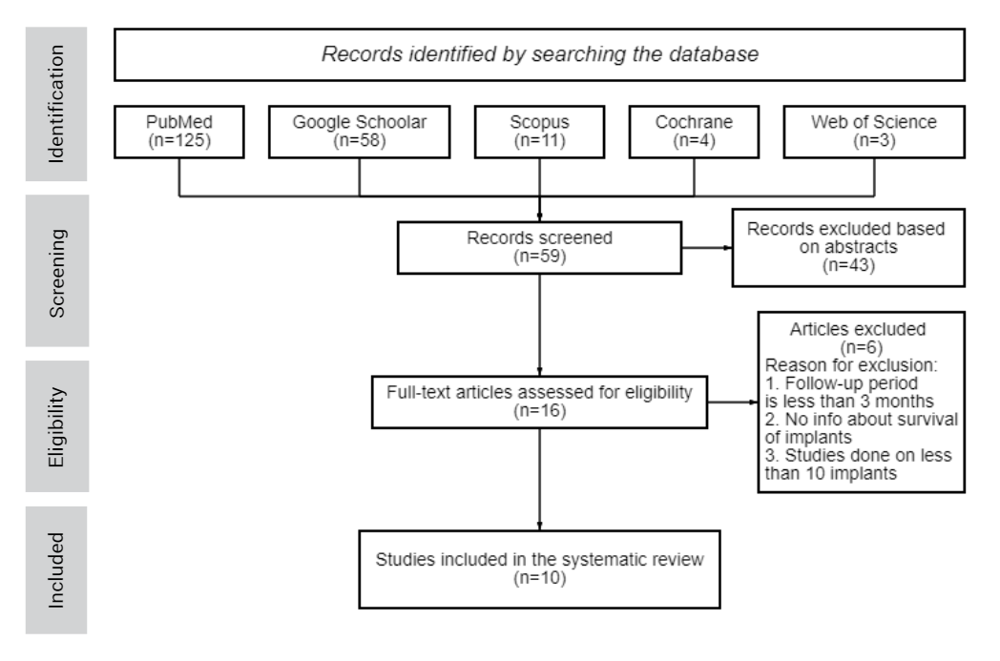 Identification
Records identified by searching the database
PubMed
(n=125)
Google Schoolar
(n=58)
Scopus
(n=11)
Cochrane
(n=4)
Web of Science
(n=3)
Screening
Records screened
(n=59)
Records excluded based
on abstracts
(n=43)
Eligibility
Full-text articles assessed for eligibility
(n=16)
Articles excluded
(n=6)
Reason for exclusion:
1. Follow-up period
is less than 3 months
2. No info about survival
of implants
3. Studies done on less
than 10 implants
Included
Studies included in the systematic review
(n=10)